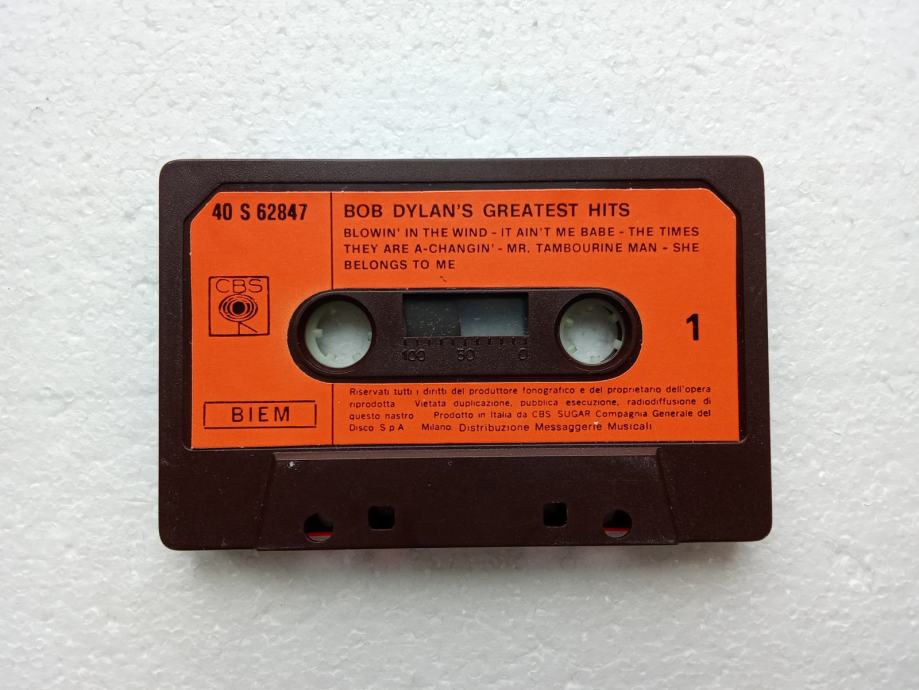 40 S 62847
BOB DYLAN'S GREATEST HITS
BLOWIN' IN THE WIND - IT AIN'T ME BABE - THE TIMES
THEY ARE A-CHANGIN' - MR. TAMBOURINE MAN - SHE
BELONGS TO ME
CBS
100 50 0
1
BIEM
Riservati tutti i diritti del produttore fonografico e del proprietario dell'opera
riprodotta Vietata duplicazione, pubblica esecuzione, radiodiffusione di
questo nastro Prodotto in Italia da CBS SUGAR Compagnia Generale del
Disco S p A Milano. Distribuzione Messaggerie Musicali